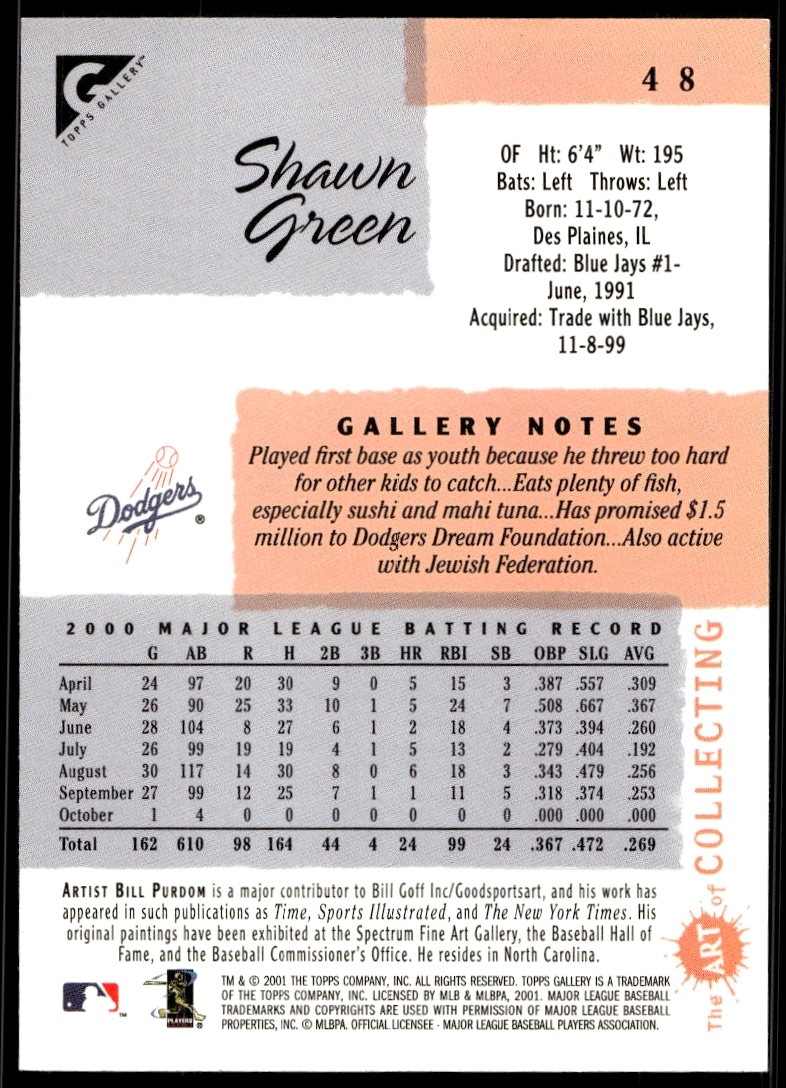 G
TOPPS GALLERY™
4 8
Shawn
Green
OF Ht: 6'4" Wt: 195
Bats: Left Throws: Left
Born: 11-10-72,
Des Plaines, IL
Drafted: Blue Jays #1-
June, 1991
Acquired: Trade with Blue Jays,
11-8-99
GALLERY NOTES
Played first base as youth because he threw too hard
for other kids to catch...Eats plenty of fish,
especially sushi and mahi tuna...Has promised $1.5
million to Dodgers Dream Foundation...Also active
with Jewish Federation.
Dodgers ®
2000 MAJOR LEAGUE BATTING RECORD
G AB R H 2B 3B HR RBI SB OBP SLG AVG
April 24 97 20 30 9 0 5 15 3 .387 .557 .309
May 26 90 25 33 10 1 5 24 7 .508 .667 .367
June 28 104 8 27 6 1 2 18 4 .373 .394 .260
July 26 99 19 19 4 1 5 13 2 .279 .404 .192
August 30 117 14 30 8 0 6 18 3 .343 .479 .256
September 27 99 12 25 7 1 1 11 5 .318 .374 .253
October 1 4 0 0 0 0 0 0 0 .000 .000 .000
Total 162 610 98 164 44 4 24 99 24 .367 .472 .269
The ART of COLLECTING
ARTIST BILL PURDOM is a major contributor to Bill Goff Inc/Goodsportsart, and his work has
appeared in such publications as Time, Sports Illustrated, and The New York Times. His
original paintings have been exhibited at the Spectrum Fine Art Gallery, the Baseball Hall of
Fame, and the Baseball Commissioner's Office. He resides in North Carolina.
™
PLAYERS ®
TM & © 2001 THE TOPPS COMPANY, INC. ALL RIGHTS RESERVED. TOPPS GALLERY IS A TRADEMARK
OF THE TOPPS COMPANY, INC. LICENSED BY MLB & MLBPA, 2001. MAJOR LEAGUE BASEBALL
TRADEMARKS AND COPYRIGHTS ARE USED WITH PERMISSION OF MAJOR LEAGUE BASEBALL
PROPERTIES, INC. © MLBPA. OFFICIAL LICENSEE - MAJOR LEAGUE BASEBALL PLAYERS ASSOCIATION.